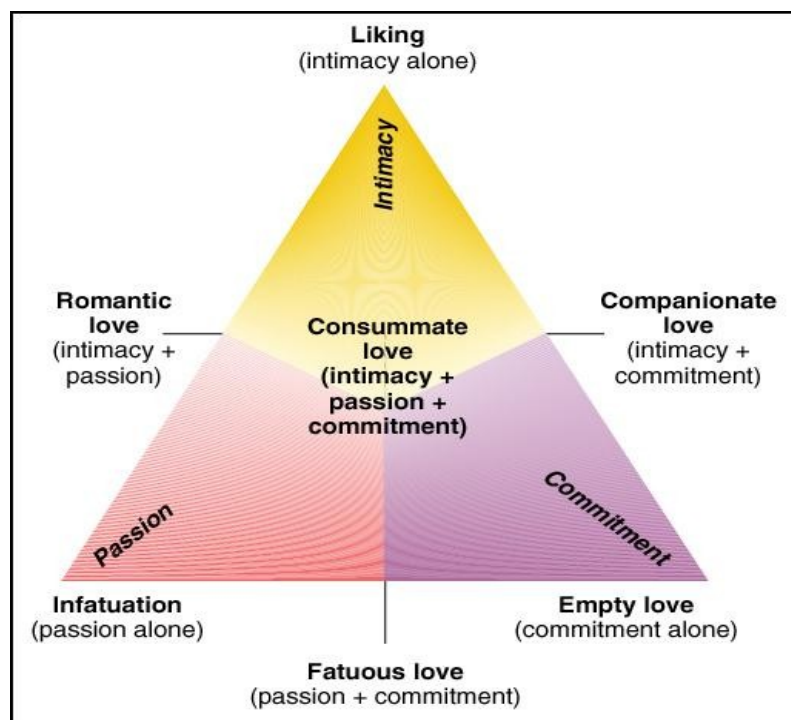 Liking
(intimacy alone)
Intimacy
Romantic
love
(intimacy +
passion)
Consummate
love
(intimacy +
passion +
commitment)
Companionate
love
(intimacy +
commitment)
Passion
Commitment
Infatuation
(passion alone)
Empty love
(commitment alone)
Fatuous love
(passion + commitment)